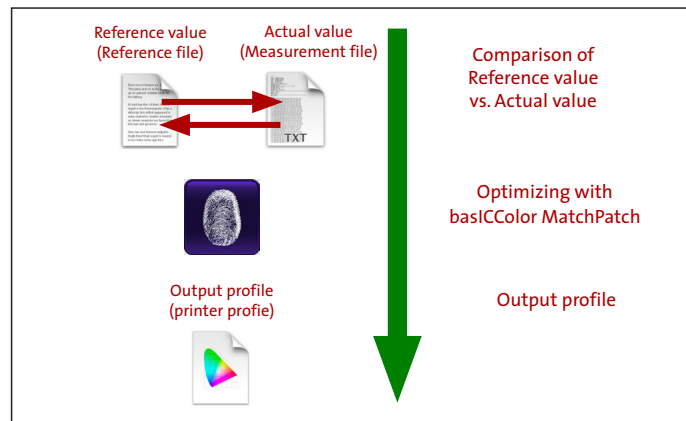 Reference value
(Reference file)
Actual value
(Measurement file)
TXT
Comparison of
Reference value
vs. Actual value
Optimizing with
basICColor MatchPatch
Output profile
(printer profie)
Output profile